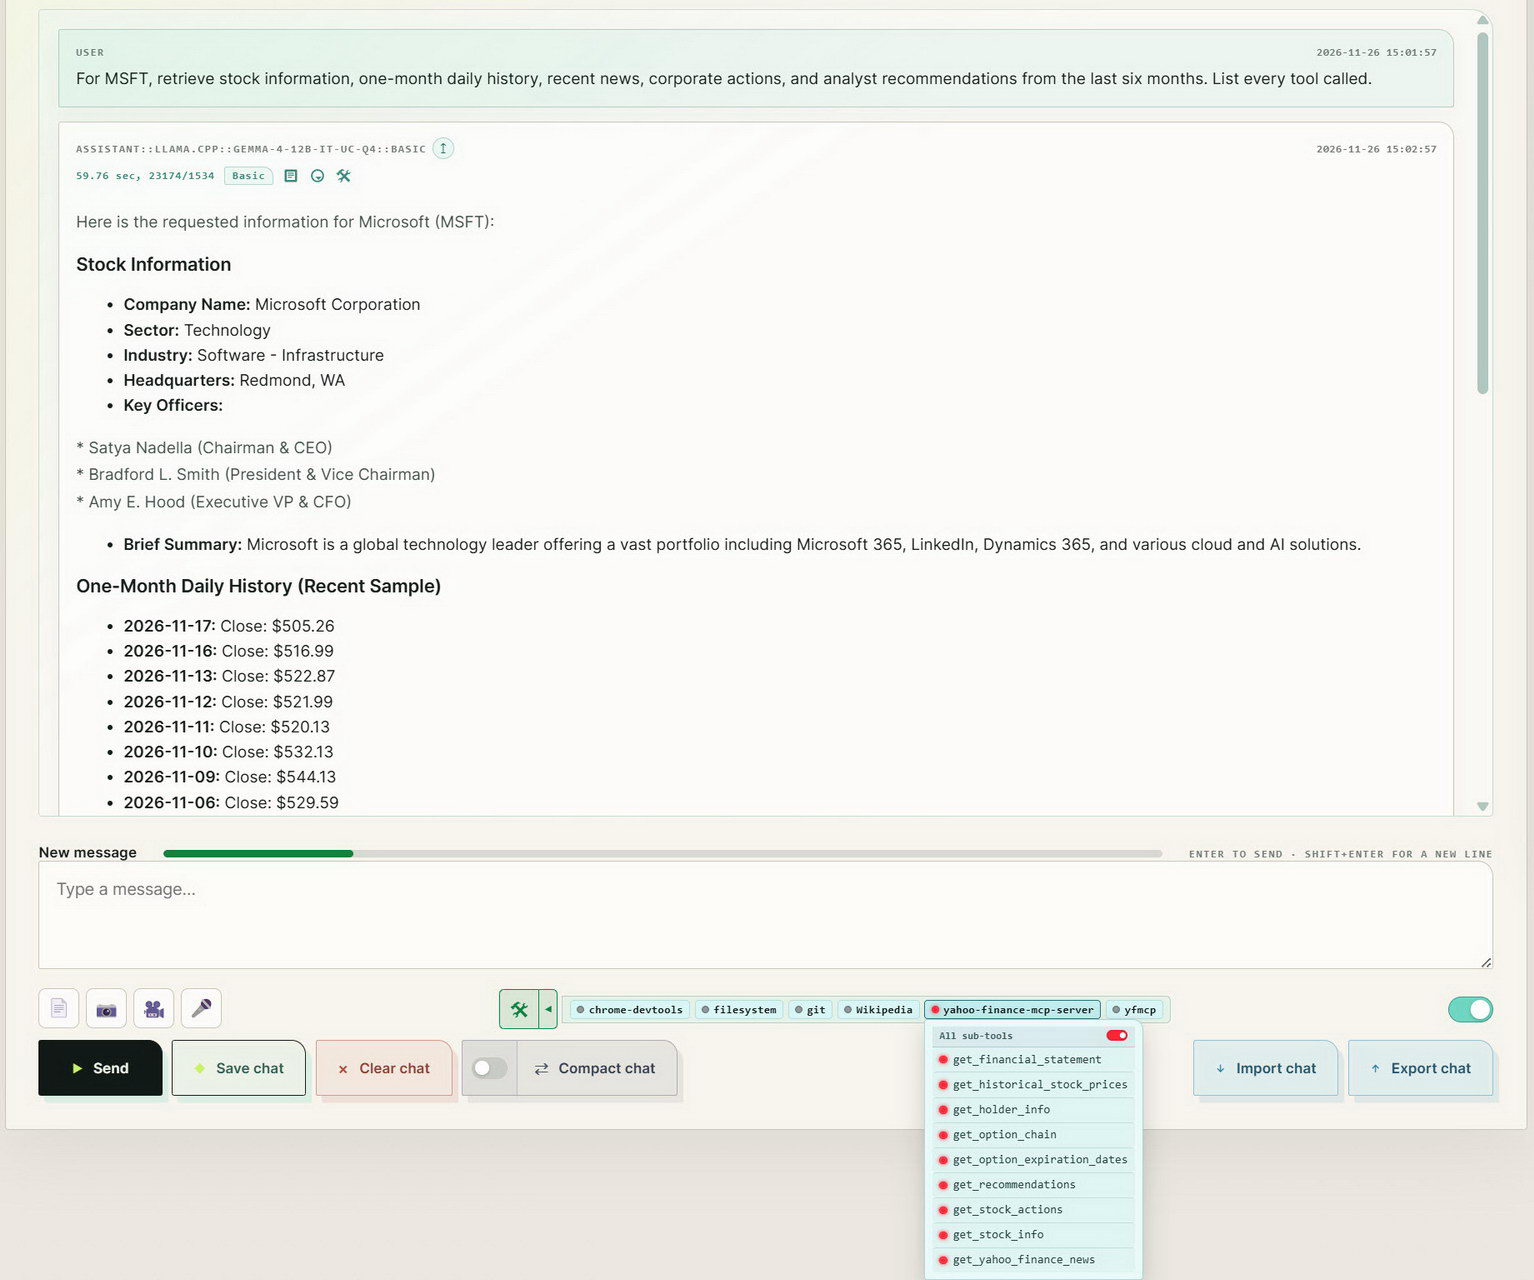 USER
2026-11-26 15:01:57
For MSFT, retrieve stock information, one-month daily history, recent news, corporate actions, and analyst recommendations from the last six months. List every tool called.
ASSISTANT::LLAMA.CPP::GEMMA-4-12B-IT-UC-Q4::BASIC
2026-11-26 15:02:57
59.76 sec, 23174/1534 Basic
Here is the requested information for Microsoft (MSFT):
Stock Information
• Company Name: Microsoft Corporation
• Sector: Technology
• Industry: Software - Infrastructure
• Headquarters: Redmond, WA
• Key Officers:
* Satya Nadella (Chairman & CEO)
* Bradford L. Smith (President & Vice Chairman)
* Amy E. Hood (Executive VP & CFO)
• Brief Summary: Microsoft is a global technology leader offering a vast portfolio including Microsoft 365, LinkedIn, Dynamics 365, and various cloud and AI solutions.
One-Month Daily History (Recent Sample)
• 2026-11-17: Close: $505.26
• 2026-11-16: Close: $516.99
• 2026-11-13: Close: $522.87
• 2026-11-12: Close: $521.99
• 2026-11-11: Close: $520.13
• 2026-11-10: Close: $532.13
• 2026-11-09: Close: $544.13
• 2026-11-06: Close: $529.59
New message
ENTER TO SEND · SHIFT+ENTER FOR A NEW LINE
Type a message...
chrome-devtools filesystem git Wikipedia yahoo-finance-mcp-server yfmcp
All sub-tools
get_financial_statement
get_historical_stock_prices
get_holder_info
get_option_chain
get_option_expiration_dates
get_recommendations
get_stock_actions
get_stock_info
get_yahoo_finance_news
Send Save chat Clear chat Compact chat Import chat Export chat